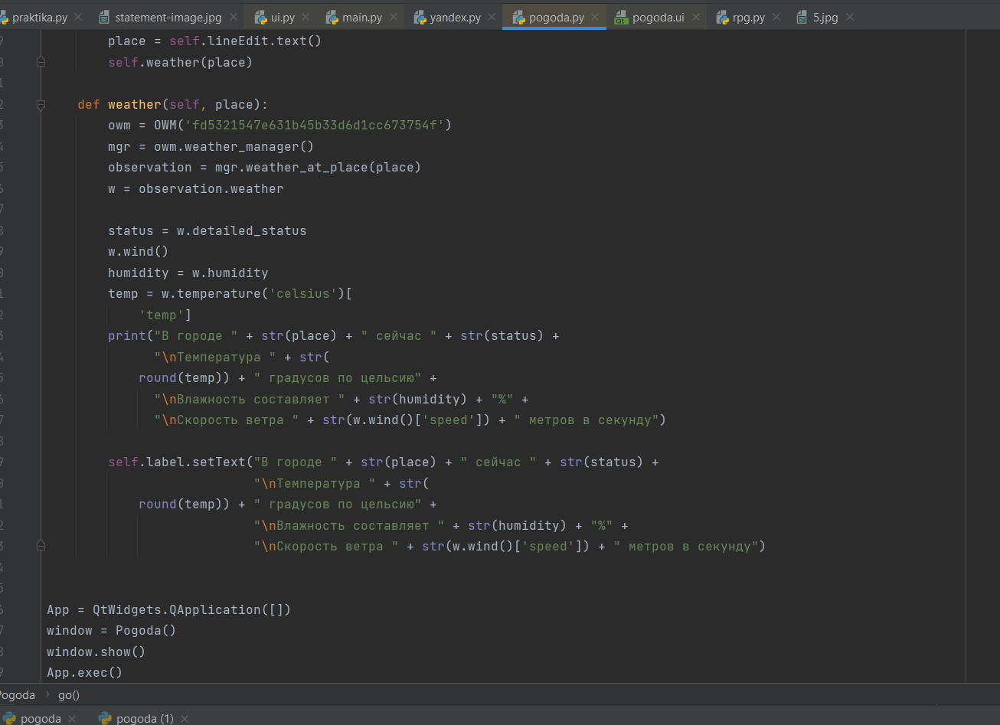 praktika.py statement-image.jpg ui.py main.py yandex.py pogoda.py pogoda.ui rpg.py 5.jpg
place = self.lineEdit.text()
self.weather(place)
def weather(self, place):
owm = OWM('fd5321547e631b45b33d6d1cc673754f')
mgr = owm.weather_manager()
observation = mgr.weather_at_place(place)
w = observation.weather
status = w.detailed_status
w.wind()
humidity = w.humidity
temp = w.temperature('celsius')[
'temp']
print("В городе " + str(place) + " сейчас " + str(status) +
"\nТемпература " + str(
round(temp)) + " градусов по цельсию" +
"\nВлажность составляет " + str(humidity) + "%" +
"\nСкорость ветра " + str(w.wind()['speed']) + " метров в секунду")
self.label.setText("В городе " + str(place) + " сейчас " + str(status) +
"\nТемпература " + str(
round(temp)) + " градусов по цельсию" +
"\nВлажность составляет " + str(humidity) + "%" +
"\nСкорость ветра " + str(w.wind()['speed']) + " метров в секунду")
App = QtWidgets.QApplication([])
window = Pogoda()
window.show()
App.exec()
Pogoda › go()
pogoda pogoda (1)